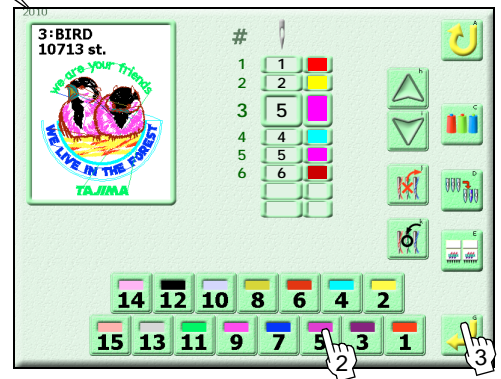 2010
3:BIRD
10713 st.
we are your friends
WE LIVE IN THE FOREST
TAJIMA
#
1 1
2 2
3 5
4 4
5 5
6 6
A
h
C
I
D
k
E
G
14 12 10 8 6 4 2
15 13 11 9 7 5 3 1
2
3